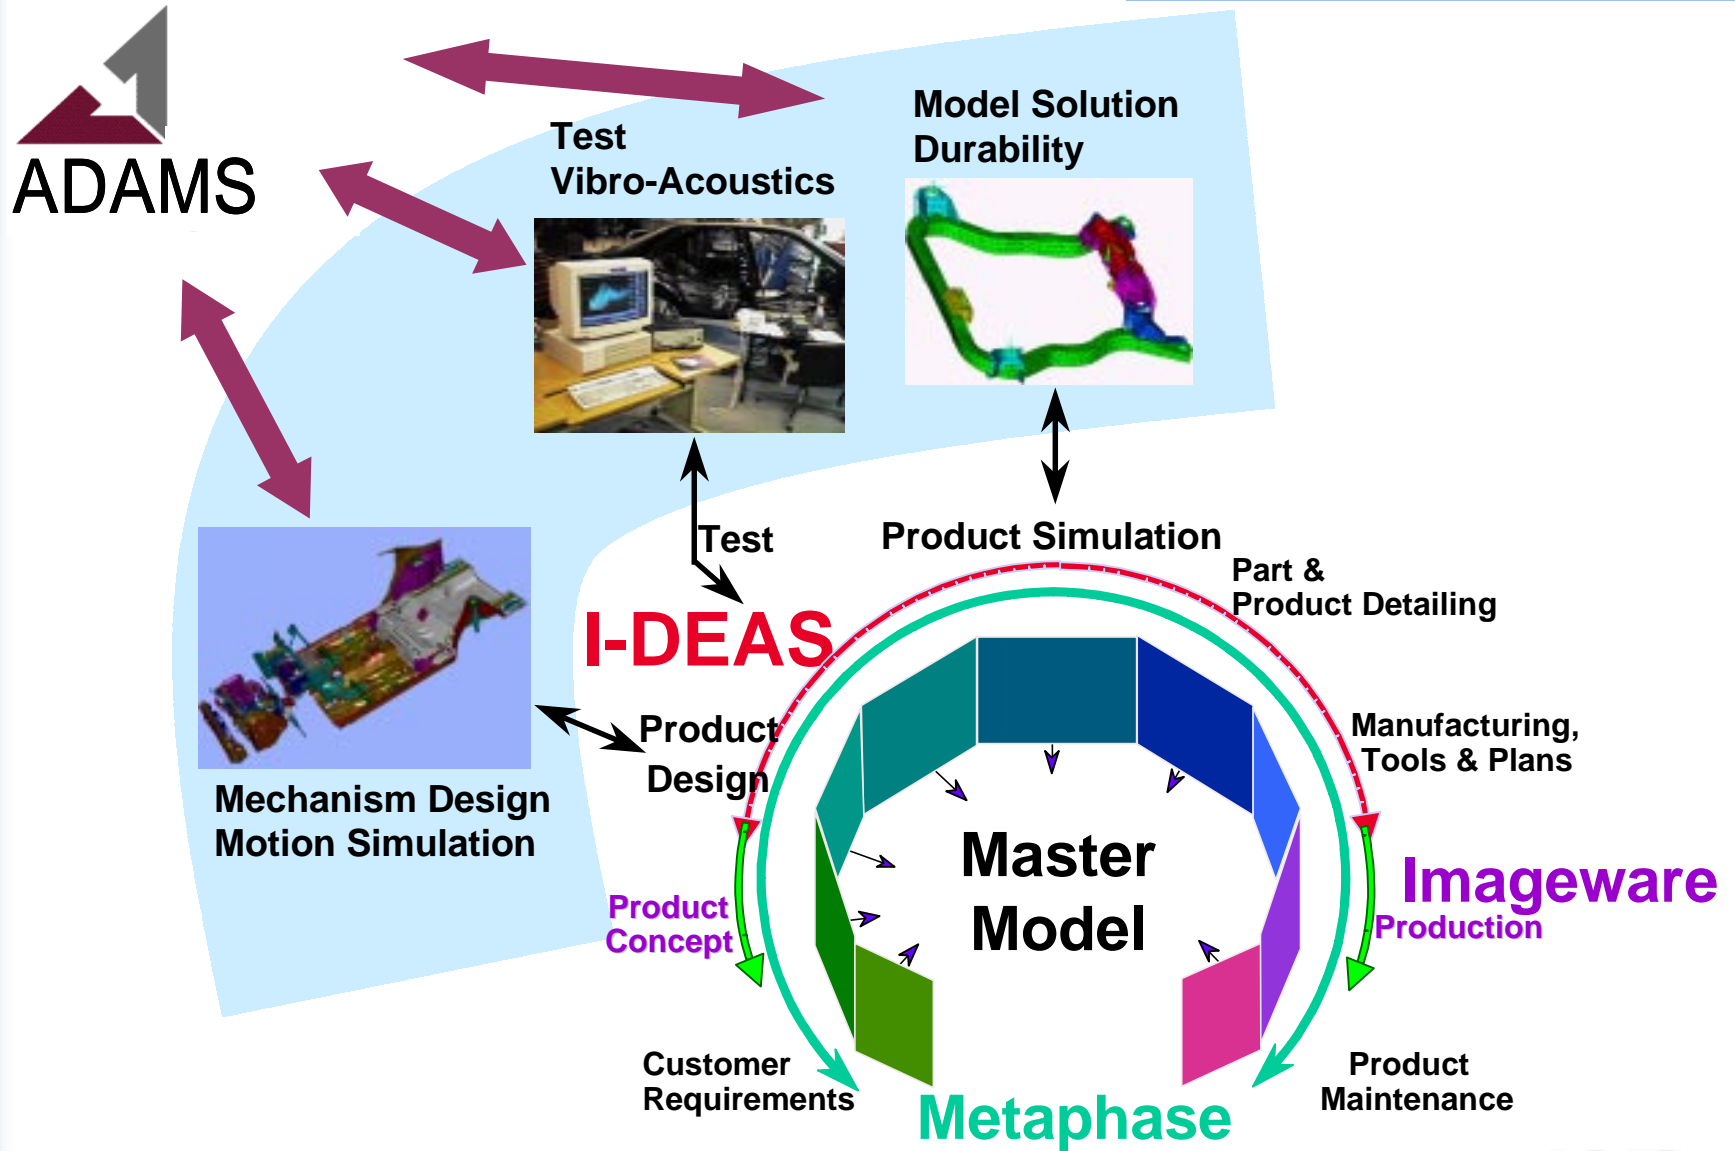 ADAMS
Test
Vibro-Acoustics
Model Solution
Durability
Test
Product Simulation
Part &
Product Detailing
I-DEAS
Product
Design
Manufacturing,
Tools & Plans
Mechanism Design
Motion Simulation
Master
Model
Imageware
Production
Product
Concept
Customer
Requirements
Metaphase
Product
Maintenance